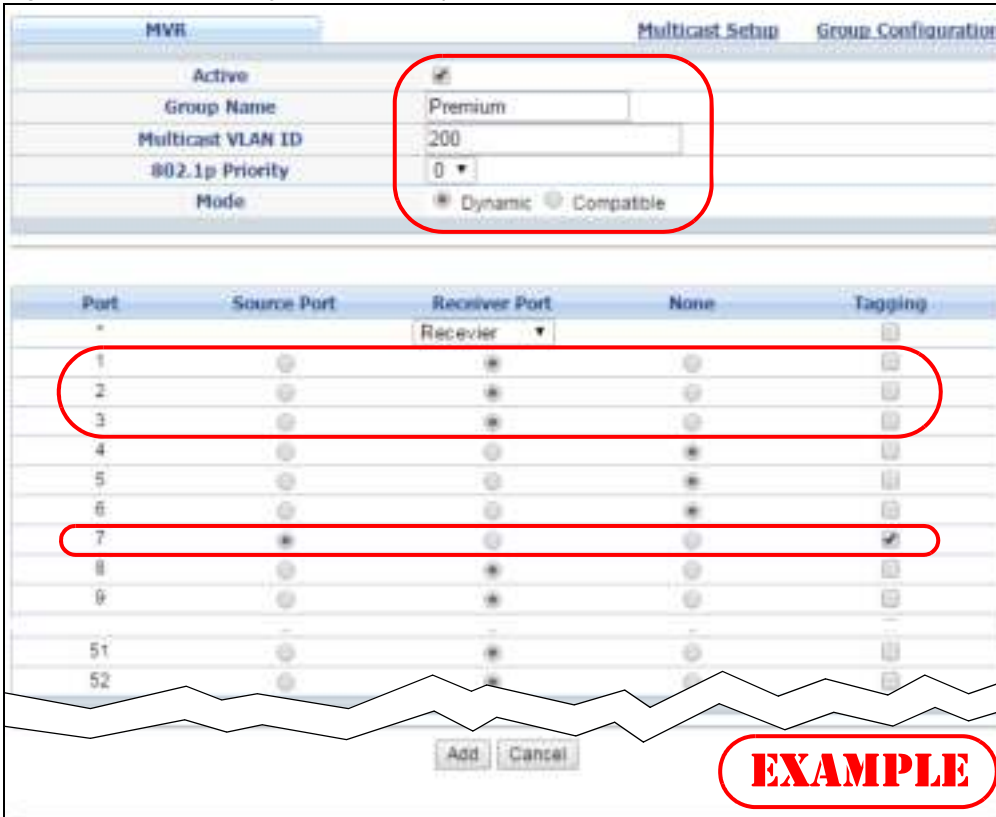 MVR Multicast Setup Group Configuration
Active
Group Name Premium
Multicast VLAN ID 200
802.1p Priority 0
Mode Dynamic Compatible
Port Source Port Receiver Port None Tagging
* Recevier
1
2
3
4
5
6
7
8
9
51
52
Add Cancel
EXAMPLE